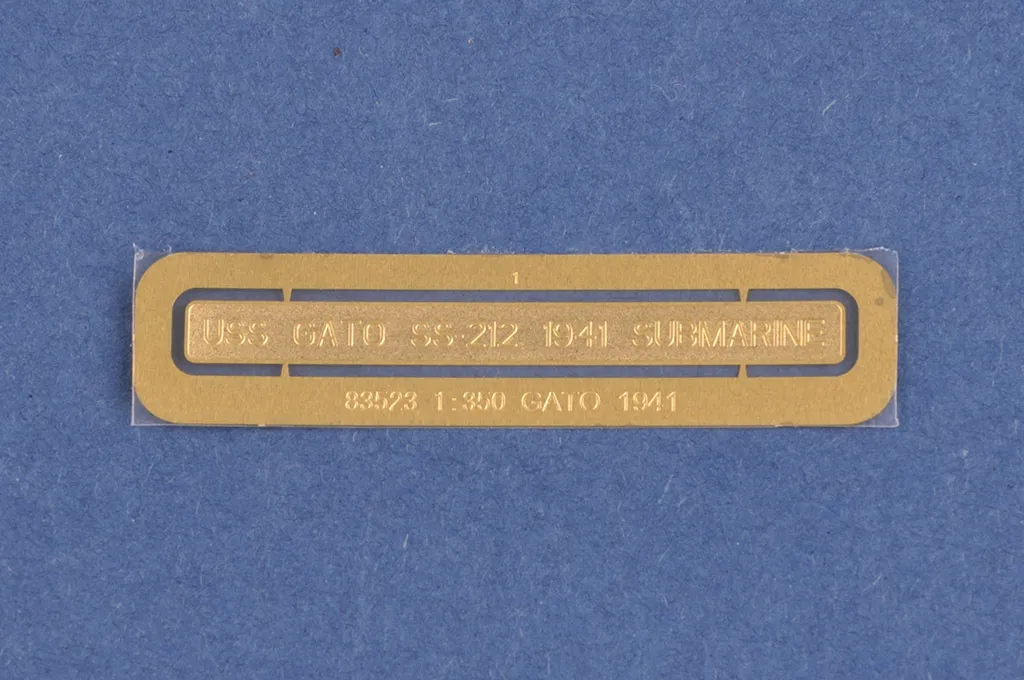 1
USS GATO SS-212 1941 SUBMARINE
83523 1:350 GATO 1941